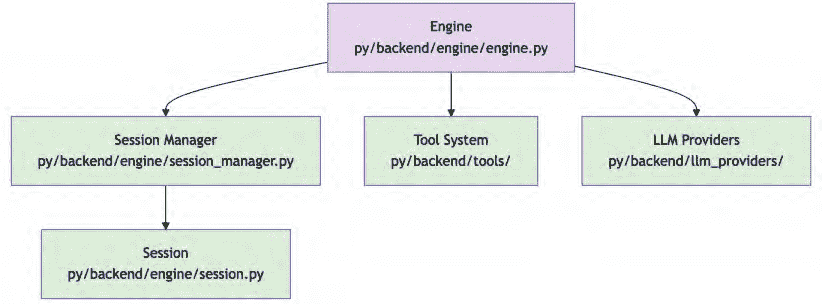 Engine
py/backend/engine/engine.py
Session Manager
py/backend/engine/session_manager.py
Tool System
py/backend/tools/
LLM Providers
py/backend/llm_providers/
Session
py/backend/engine/session.py